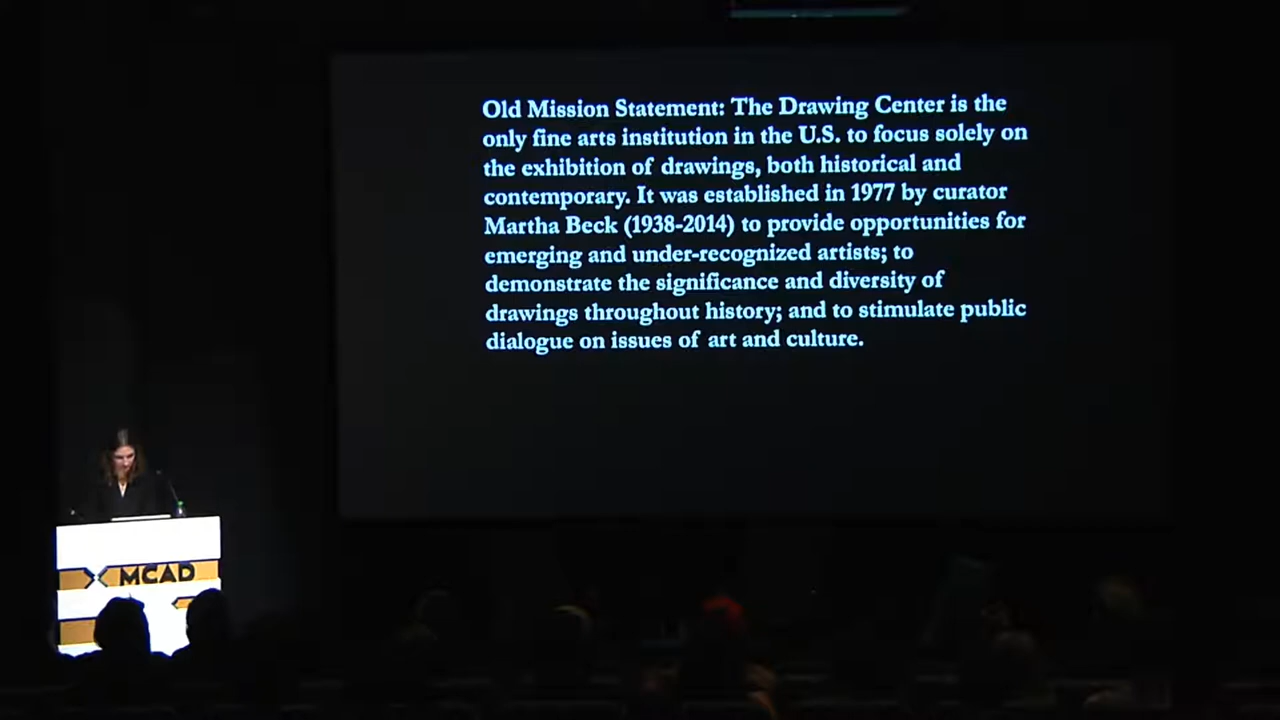 Old Mission Statement: The Drawing Center is the
only fine arts institution in the U.S. to focus solely on
the exhibition of drawings, both historical and
contemporary. It was established in 1977 by curator
Martha Beck (1938-2014) to provide opportunities for
emerging and under-recognized artists; to
demonstrate the significance and diversity of
drawings throughout history; and to stimulate public
dialogue on issues of art and culture.
MCAD